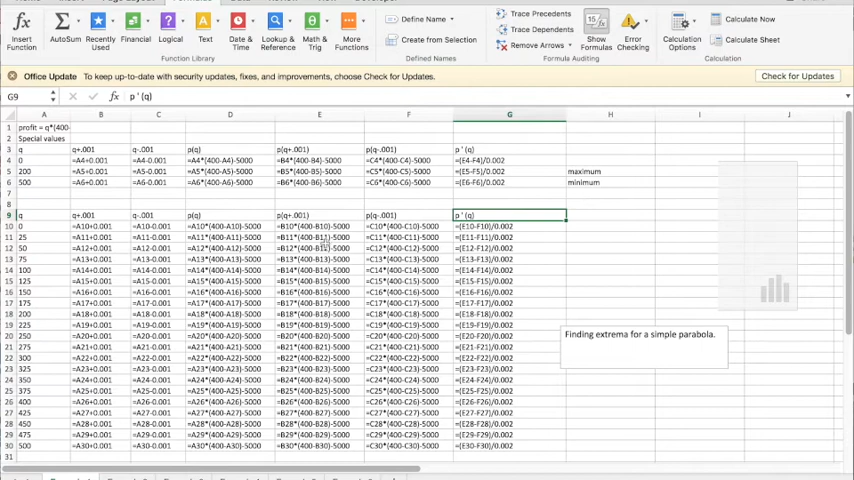 Formulas
Insert Function
AutoSum
Recently Used
Financial
Logical
Text
Date & Time
Lookup & Reference
Math & Trig
More Functions
Function Library
Define Name
Create from Selection
Defined Names
Trace Precedents
Trace Dependents
Remove Arrows
Show Formulas
Error Checking
Formula Auditing
Calculation Options
Calculate Now
Calculate Sheet
Calculation
Office Update To keep up-to-date with security updates, fixes, and improvements, choose Check for Updates. Check for Updates
G9 fx p ' (q)
A B C D E F G H I J
1 profit = q*(400-
2 Special values
3 q q+.001 q-.001 p(q) p(q+.001) p(q-.001) p ' (q)
4 0 =A4+0.001 =A4-0.001 =A4*(400-A4)-5000 =B4*(400-B4)-5000 =C4*(400-C4)-5000 =(E4-F4)/0.002
5 200 =A5+0.001 =A5-0.001 =A5*(400-A5)-5000 =B5*(400-B5)-5000 =C5*(400-C5)-5000 =(E5-F5)/0.002 maximum
6 500 =A6+0.001 =A6-0.001 =A6*(400-A6)-5000 =B6*(400-B6)-5000 =C6*(400-C6)-5000 =(E6-F6)/0.002 minimum
7
8
9 q q+.001 q-.001 p(q) p(q+.001) p(q-.001) p ' (q)
10 0 =A10+0.001 =A10-0.001 =A10*(400-A10)-5000 =B10*(400-B10)-5000 =C10*(400-C10)-5000 =(E10-F10)/0.002
11 25 =A11+0.001 =A11-0.001 =A11*(400-A11)-5000 =B11*(400-B11)-5000 =C11*(400-C11)-5000 =(E11-F11)/0.002
12 50 =A12+0.001 =A12-0.001 =A12*(400-A12)-5000 =B12*(400-B12)-5000 =C12*(400-C12)-5000 =(E12-F12)/0.002
13 75 =A13+0.001 =A13-0.001 =A13*(400-A13)-5000 =B13*(400-B13)-5000 =C13*(400-C13)-5000 =(E13-F13)/0.002
14 100 =A14+0.001 =A14-0.001 =A14*(400-A14)-5000 =B14*(400-B14)-5000 =C14*(400-C14)-5000 =(E14-F14)/0.002
15 125 =A15+0.001 =A15-0.001 =A15*(400-A15)-5000 =B15*(400-B15)-5000 =C15*(400-C15)-5000 =(E15-F15)/0.002
16 150 =A16+0.001 =A16-0.001 =A16*(400-A16)-5000 =B16*(400-B16)-5000 =C16*(400-C16)-5000 =(E16-F16)/0.002
17 175 =A17+0.001 =A17-0.001 =A17*(400-A17)-5000 =B17*(400-B17)-5000 =C17*(400-C17)-5000 =(E17-F17)/0.002
18 200 =A18+0.001 =A18-0.001 =A18*(400-A18)-5000 =B18*(400-B18)-5000 =C18*(400-C18)-5000 =(E18-F18)/0.002
19 225 =A19+0.001 =A19-0.001 =A19*(400-A19)-5000 =B19*(400-B19)-5000 =C19*(400-C19)-5000 =(E19-F19)/0.002
20 250 =A20+0.001 =A20-0.001 =A20*(400-A20)-5000 =B20*(400-B20)-5000 =C20*(400-C20)-5000 =(E20-F20)/0.002
21 275 =A21+0.001 =A21-0.001 =A21*(400-A21)-5000 =B21*(400-B21)-5000 =C21*(400-C21)-5000 =(E21-F21)/0.002
22 300 =A22+0.001 =A22-0.001 =A22*(400-A22)-5000 =B22*(400-B22)-5000 =C22*(400-C22)-5000 =(E22-F22)/0.002
23 325 =A23+0.001 =A23-0.001 =A23*(400-A23)-5000 =B23*(400-B23)-5000 =C23*(400-C23)-5000 =(E23-F23)/0.002
24 350 =A24+0.001 =A24-0.001 =A24*(400-A24)-5000 =B24*(400-B24)-5000 =C24*(400-C24)-5000 =(E24-F24)/0.002
25 375 =A25+0.001 =A25-0.001 =A25*(400-A25)-5000 =B25*(400-B25)-5000 =C25*(400-C25)-5000 =(E25-F25)/0.002
26 400 =A26+0.001 =A26-0.001 =A26*(400-A26)-5000 =B26*(400-B26)-5000 =C26*(400-C26)-5000 =(E26-F26)/0.002
27 425 =A27+0.001 =A27-0.001 =A27*(400-A27)-5000 =B27*(400-B27)-5000 =C27*(400-C27)-5000 =(E27-F27)/0.002
28 450 =A28+0.001 =A28-0.001 =A28*(400-A28)-5000 =B28*(400-B28)-5000 =C28*(400-C28)-5000 =(E28-F28)/0.002
29 475 =A29+0.001 =A29-0.001 =A29*(400-A29)-5000 =B29*(400-B29)-5000 =C29*(400-C29)-5000 =(E29-F29)/0.002
30 500 =A30+0.001 =A30-0.001 =A30*(400-A30)-5000 =B30*(400-B30)-5000 =C30*(400-C30)-5000 =(E30-F30)/0.002
31
Finding extrema for a simple parabola.